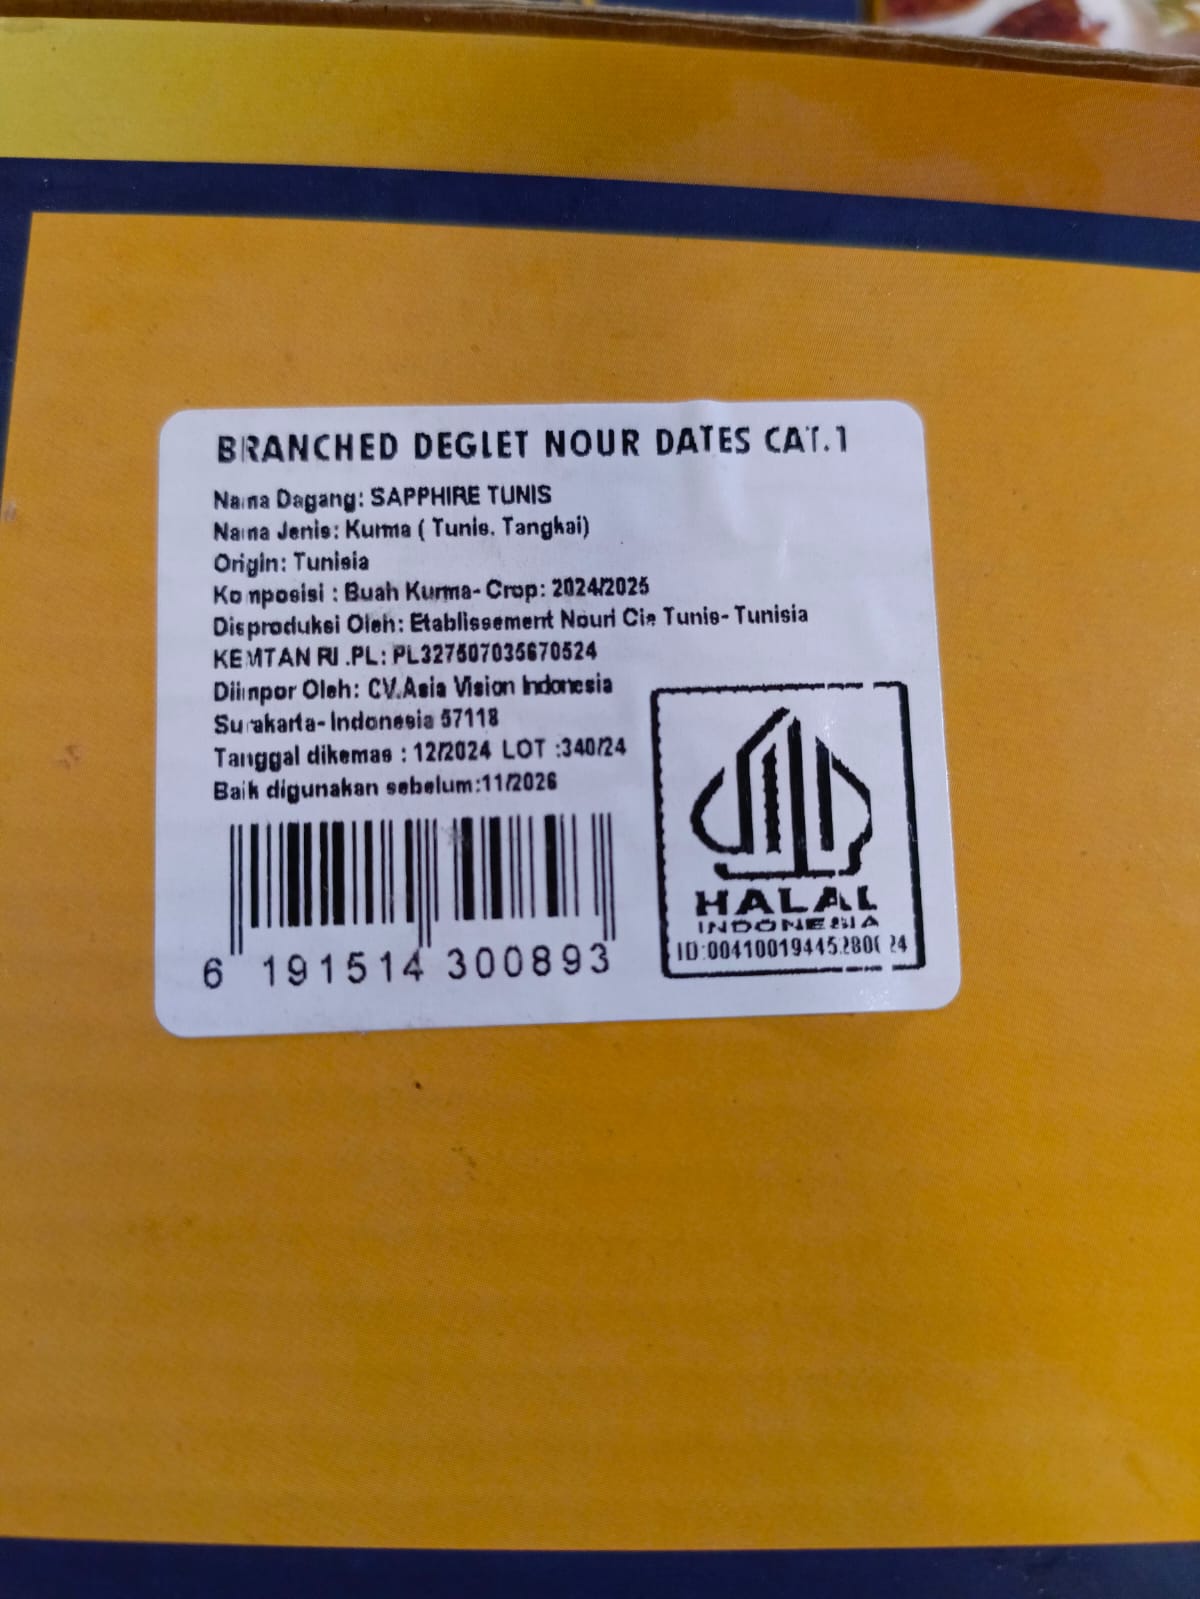 BRANCHED DEGLET NOUR DATES CAT.1
Nama Dagang: SAPPHIRE TUNIS
Nama Jenis: Kurma ( Tunis. Tangkai)
Origin: Tunisia
Komposisi : Buah Kurma- Crop: 2024/2025
Disproduksi Oleh: Etablissement Nouri Cie Tunis- Tunisia
KEMTAN RI .PL: PL327507035670524
Diimpor Oleh: CV.Asia Vision Indonesia
Surakarta- Indonesia 57118
Tanggal dikemas : 12/2024 LOT :340/24
Baik digunakan sebelum:11/2026
6 191514 300893
HALAL
INDONESIA